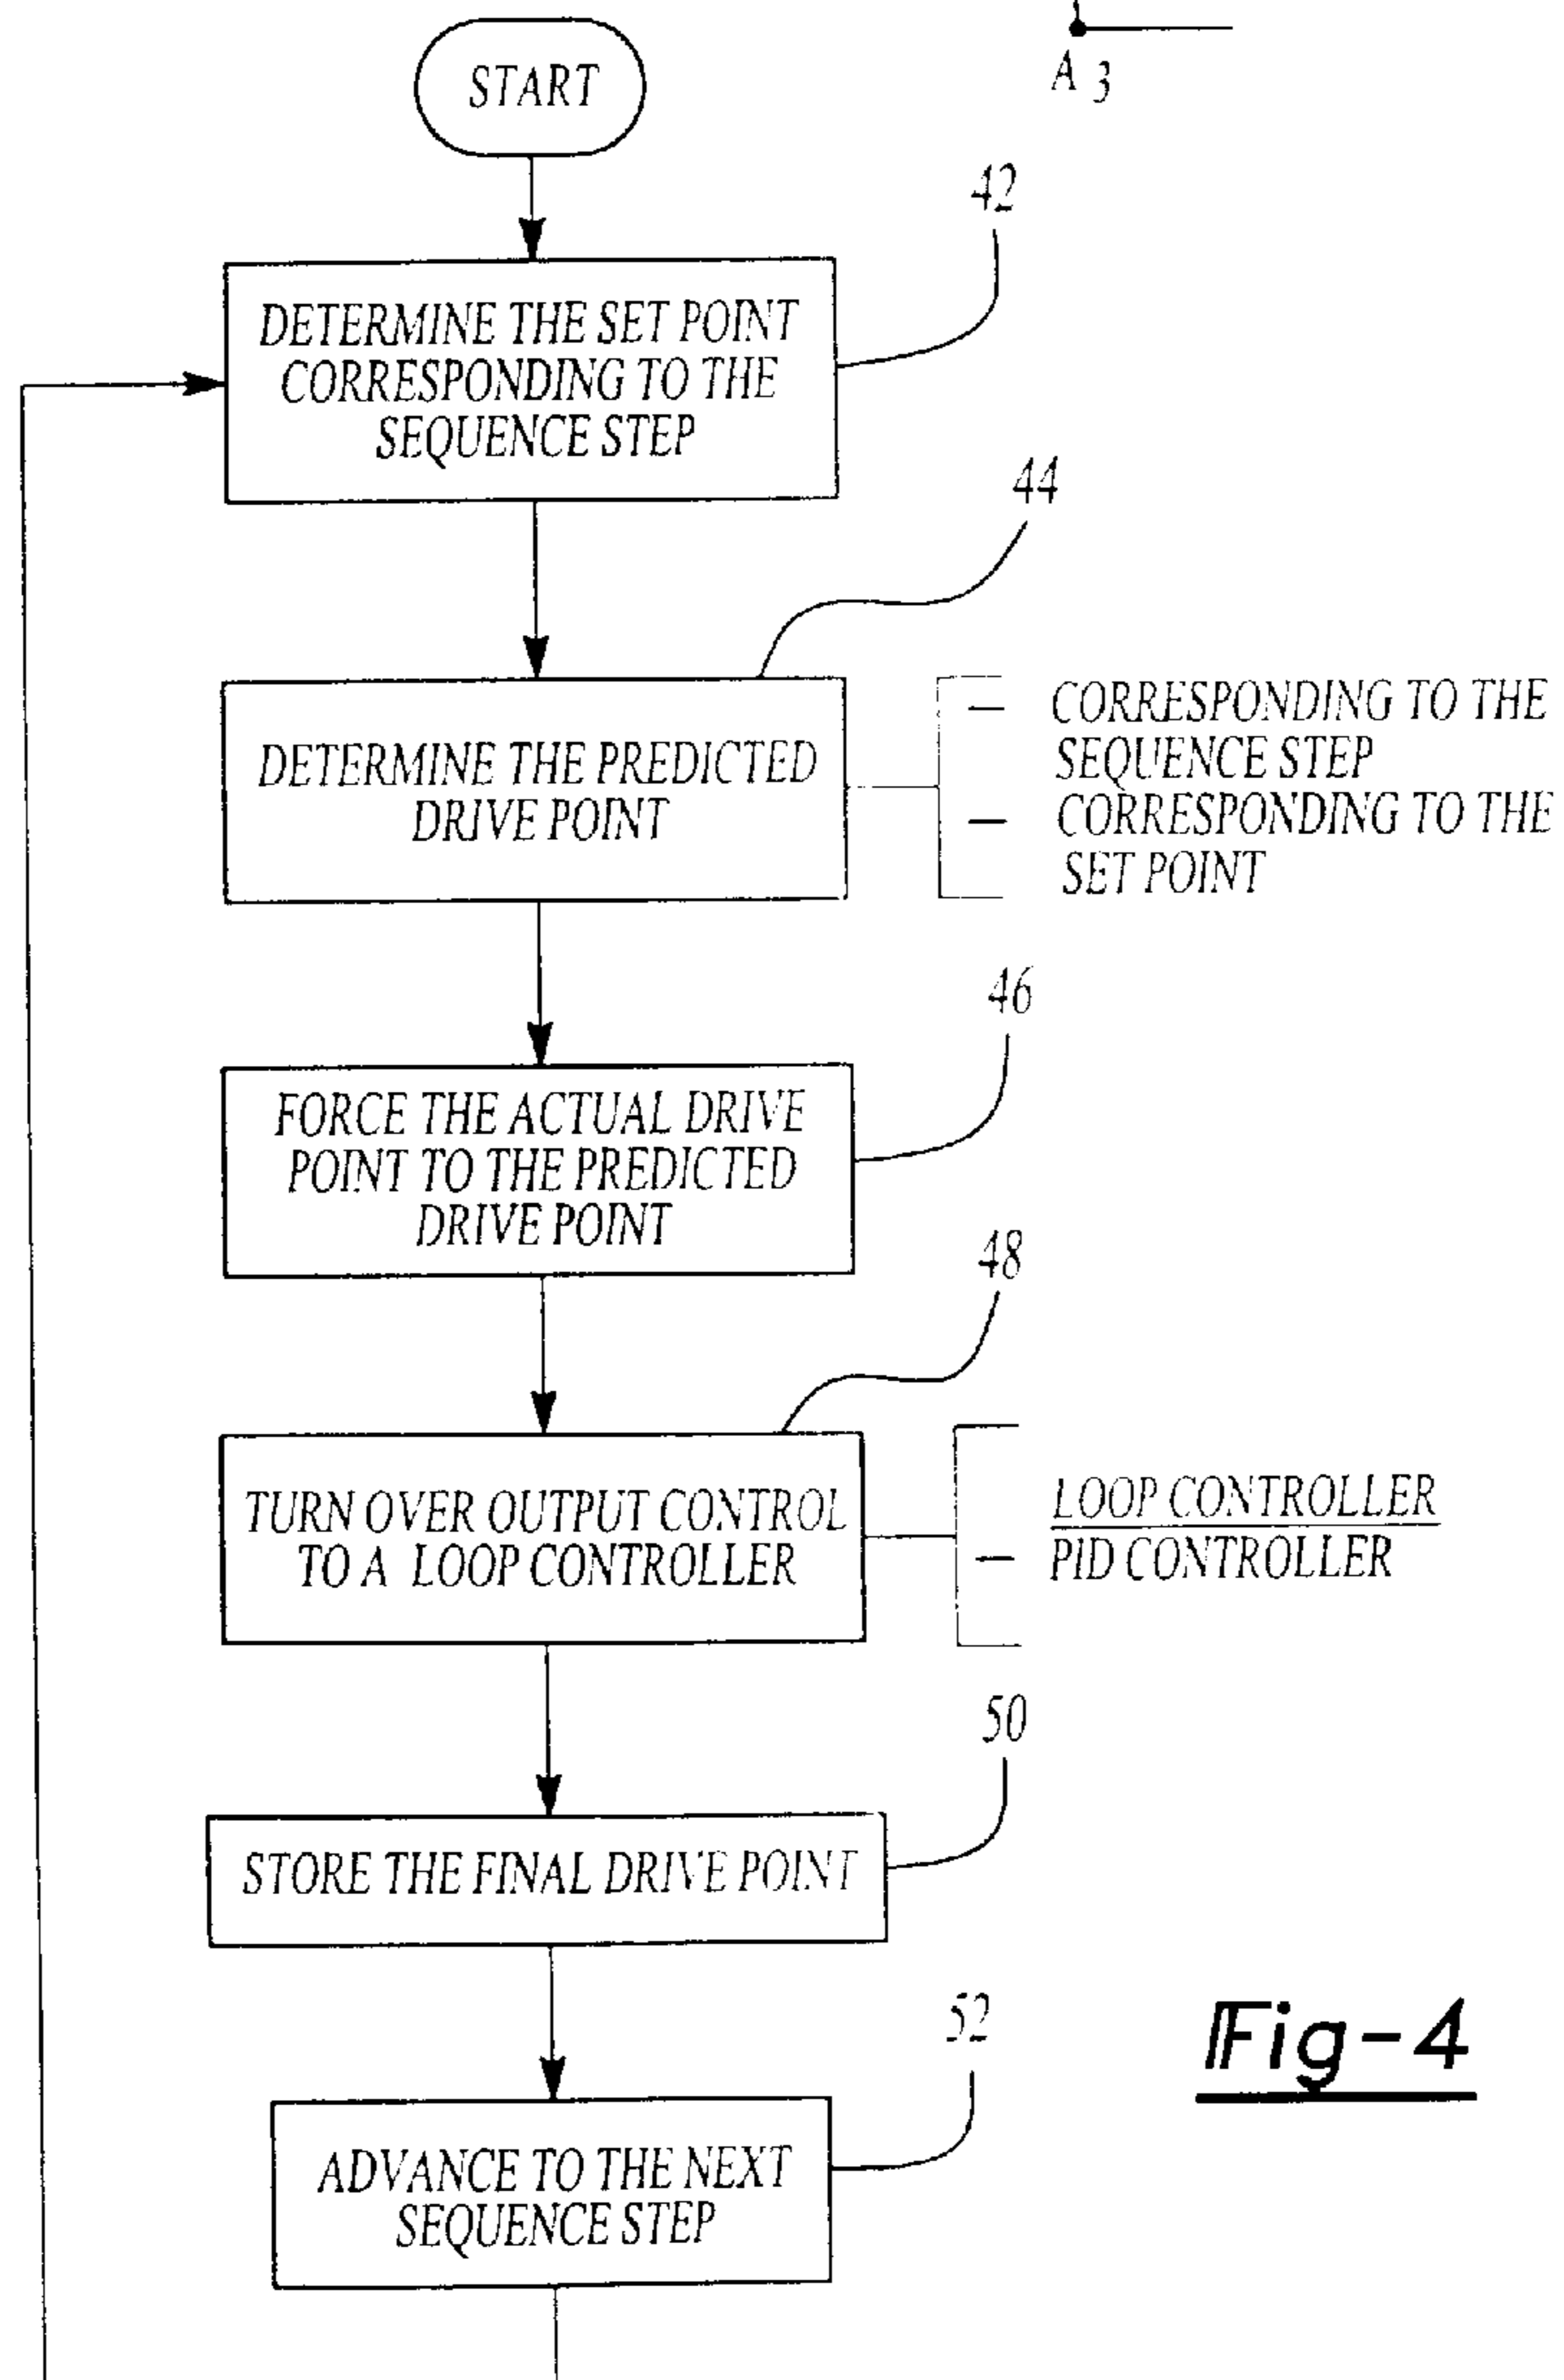 START
A 3
42
DETERMINE THE SET POINT
CORRESPONDING TO THE
SEQUENCE STEP
44
DETERMINE THE PREDICTED
DRIVE POINT
— CORRESPONDING TO THE
SEQUENCE STEP
— CORRESPONDING TO THE
SET POINT
46
FORCE THE ACTUAL DRIVE
POINT TO THE PREDICTED
DRIVE POINT
48
TURN OVER OUTPUT CONTROL
TO A LOOP CONTROLLER
LOOP CONTROLLER
— PID CONTROLLER
50
STORE THE FINAL DRIVE POINT
52
ADVANCE TO THE NEXT
SEQUENCE STEP
Fig-4